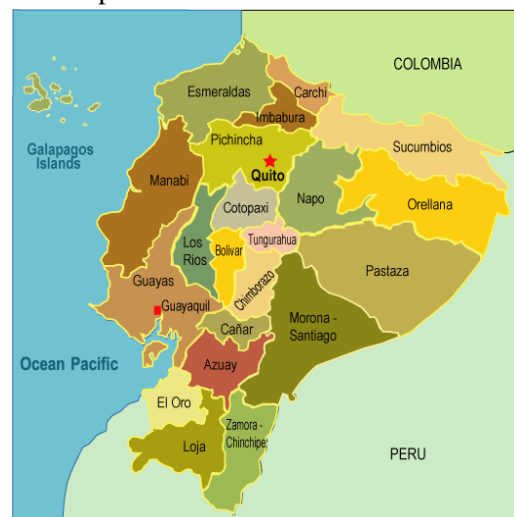 COLOMBIA
Esmeraldas
Carchi
Imbabura
Pichincha
Sucumbios
Galapagos
Islands
Quito
Manabi
Napo
Orellana
Cotopaxi
Los
Rios
Bolivar
Tungurahua
Pastaza
Guayas
Chimborazo
Guayaquil
Morona -
Santiago
Cañar
Ocean Pacific
Azuay
El Oro
Zamora -
Chinchipe
Loja
PERU